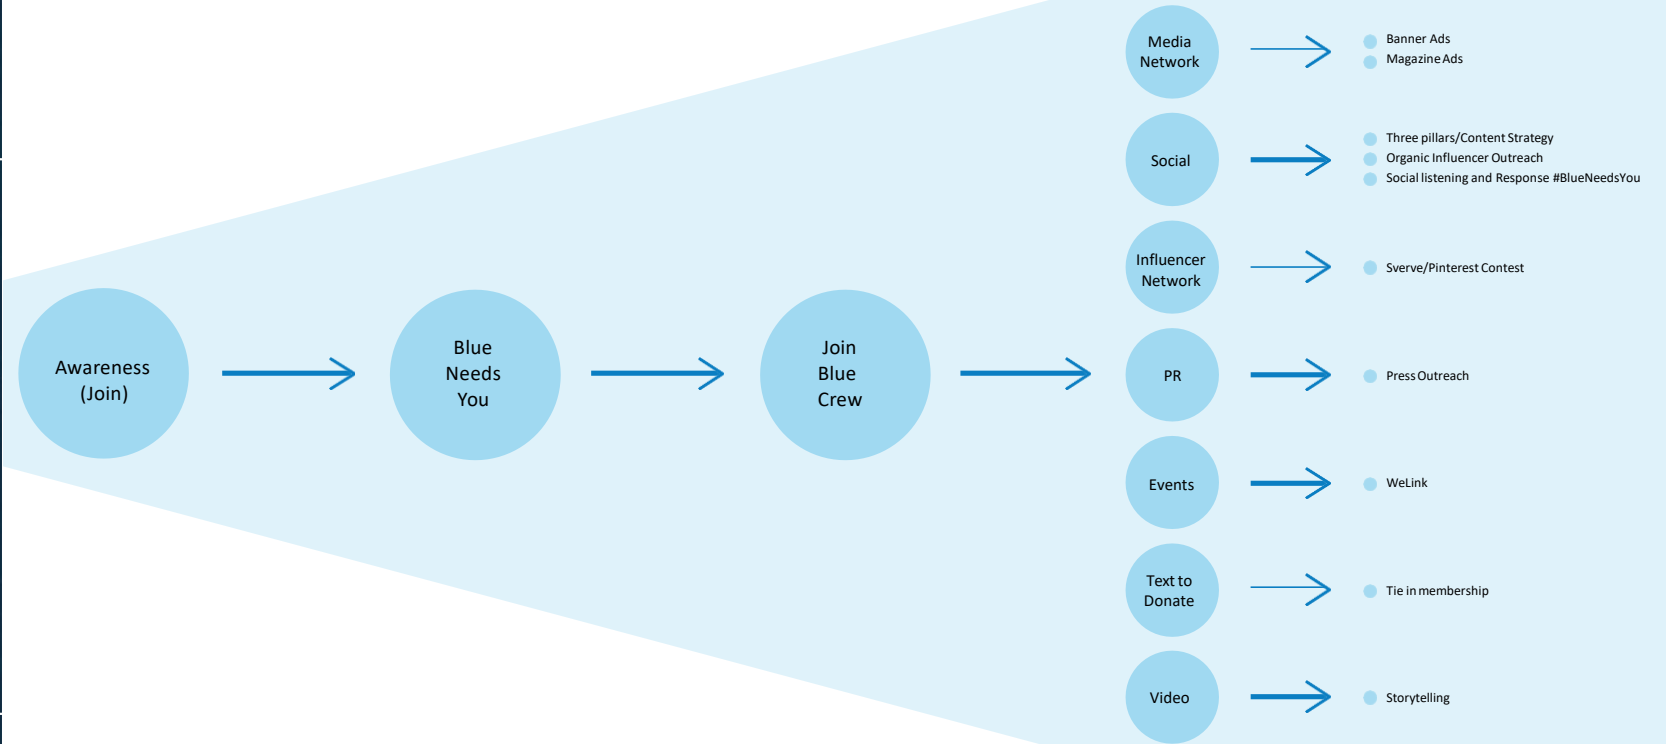 Awareness
(Join)
Blue
Needs
You
Join
Blue
Crew
Media
Network
Banner Ads
Magazine Ads
Social
Three pillars/Content Strategy
Organic Influencer Outreach
Social listening and Response #BlueNeedsYou
Influencer
Network
Sverve/Pinterest Contest
PR
Press Outreach
Events
WeLink
Text to
Donate
Tie in membership
Video
Storytelling